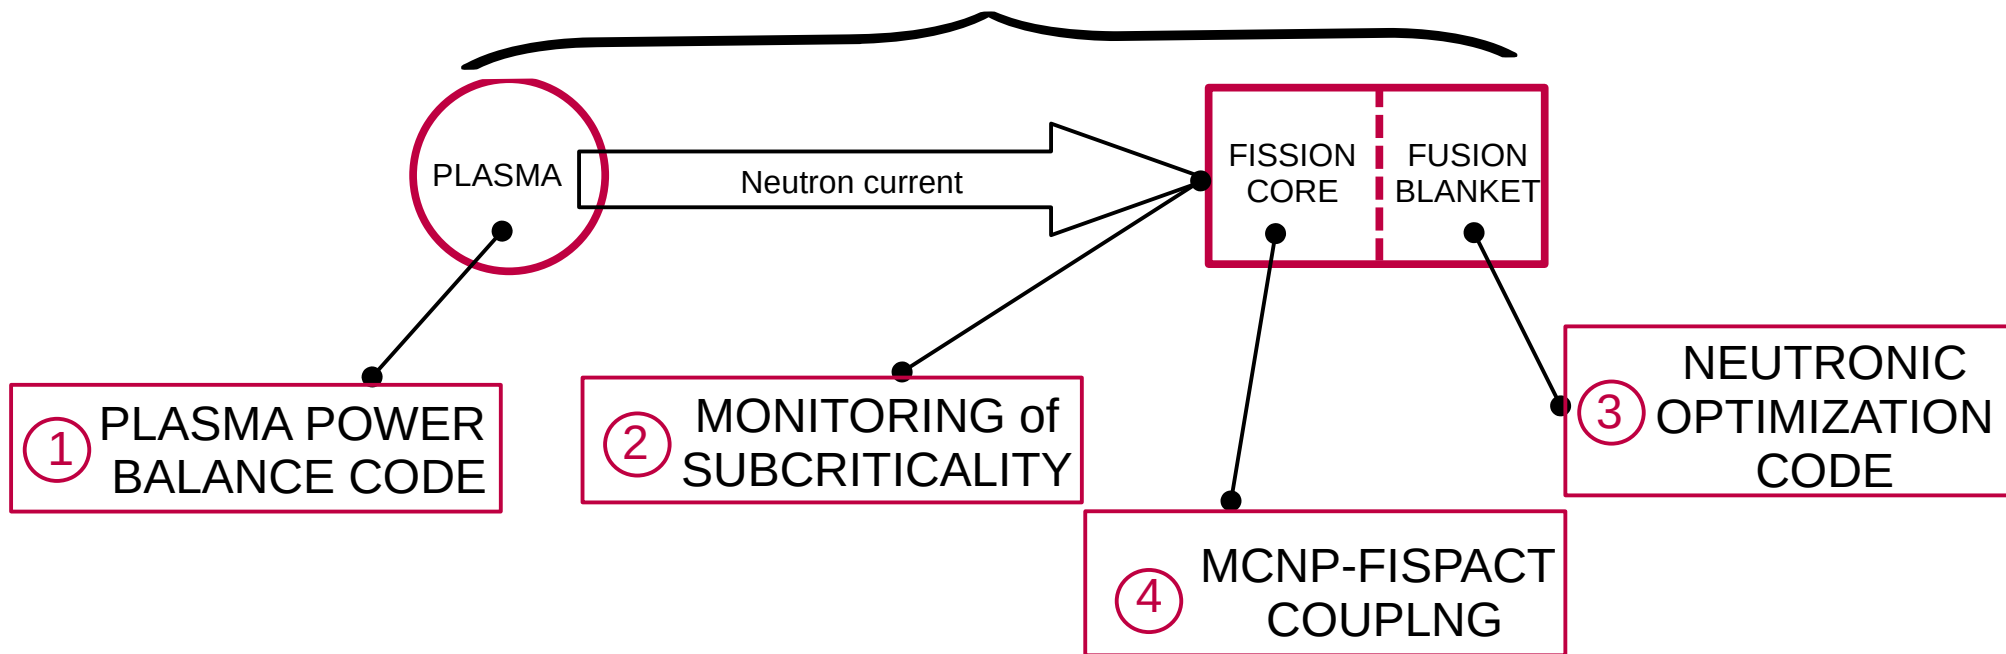 PLASMA
Neutron current
FISSION
CORE
FUSION
BLANKET
1
PLASMA POWER
BALANCE CODE
2
MONITORING of
SUBCRITICALITY
3
NEUTRONIC
OPTIMIZATION
CODE
4
MCNP-FISPACT
COUPLNG